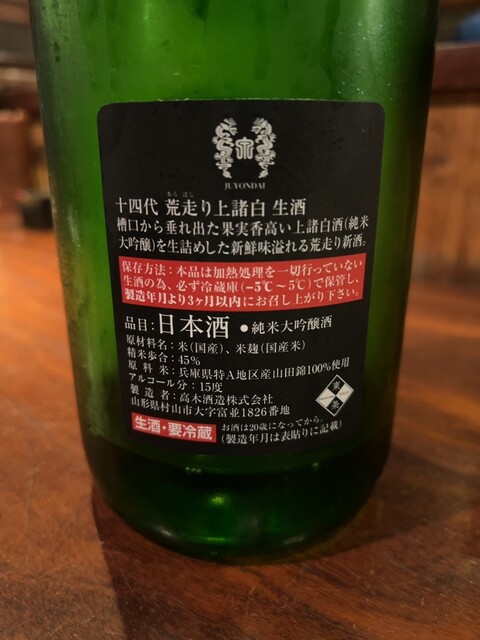 JUYONDAI
あらばしり
十四代 荒走り上諸白 生酒
槽口から垂れ出た果実香高い上諸白酒(純米
大吟醸)を生詰めした新鮮味溢れる荒走り新酒。
保存方法:本品は加熱処理を一切行っていない
生酒の為、必ず冷蔵庫(−5℃〜5℃)で保管し、
製造年月より3ヶ月以内にお召し上がり下さい。
品目:日本酒 ●純米大吟醸酒
原材料名:米(国産)、米麹(国産米)
精米歩合:45%
原料米:兵庫県特A地区産山田錦100%使用
アルコール分:15度
製造者:高木酒造株式会社
山形県村山市大字富並1826番地
生酒・要冷蔵
お酒は20歳になってから。
(製造年月は表貼りに記載)